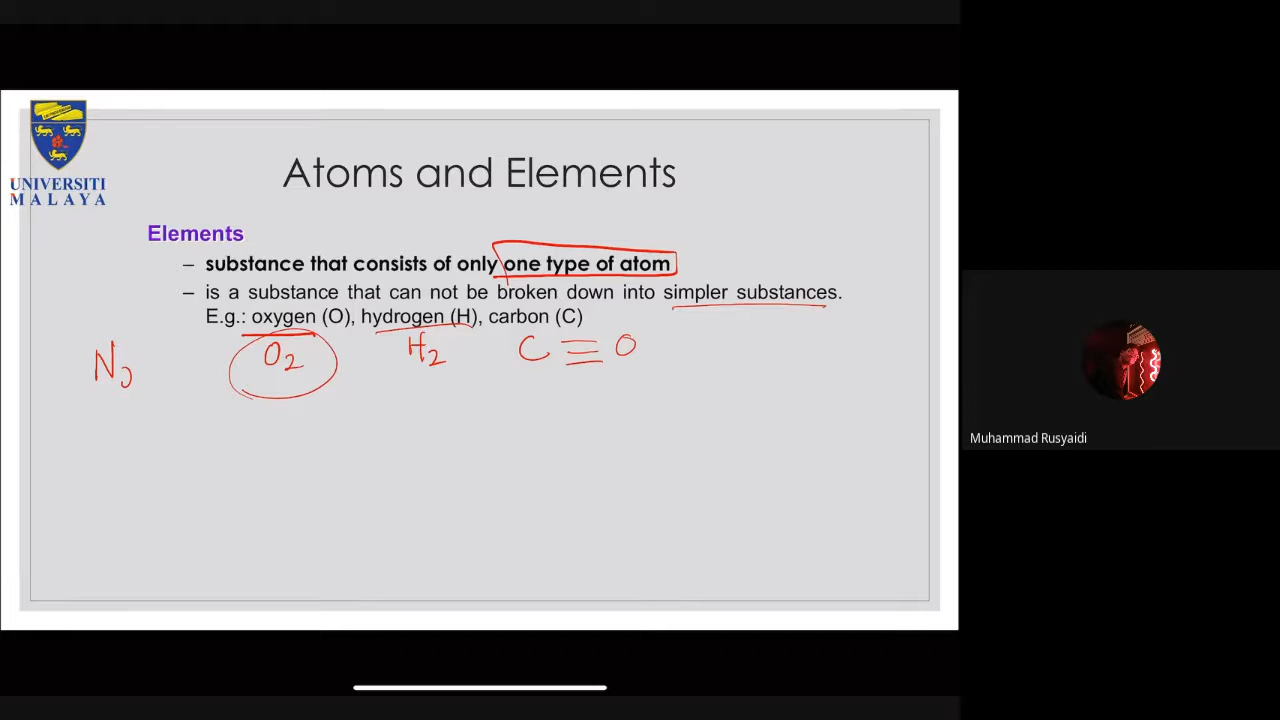 UNIVERSITI
MALAYA
Atoms and Elements
Elements
– substance that consists of only one type of atom
– is a substance that can not be broken down into simpler substances.
E.g.: oxygen (O), hydrogen (H), carbon (C)
O2 H2 C≡O
N
Muhammad Rusyaidi